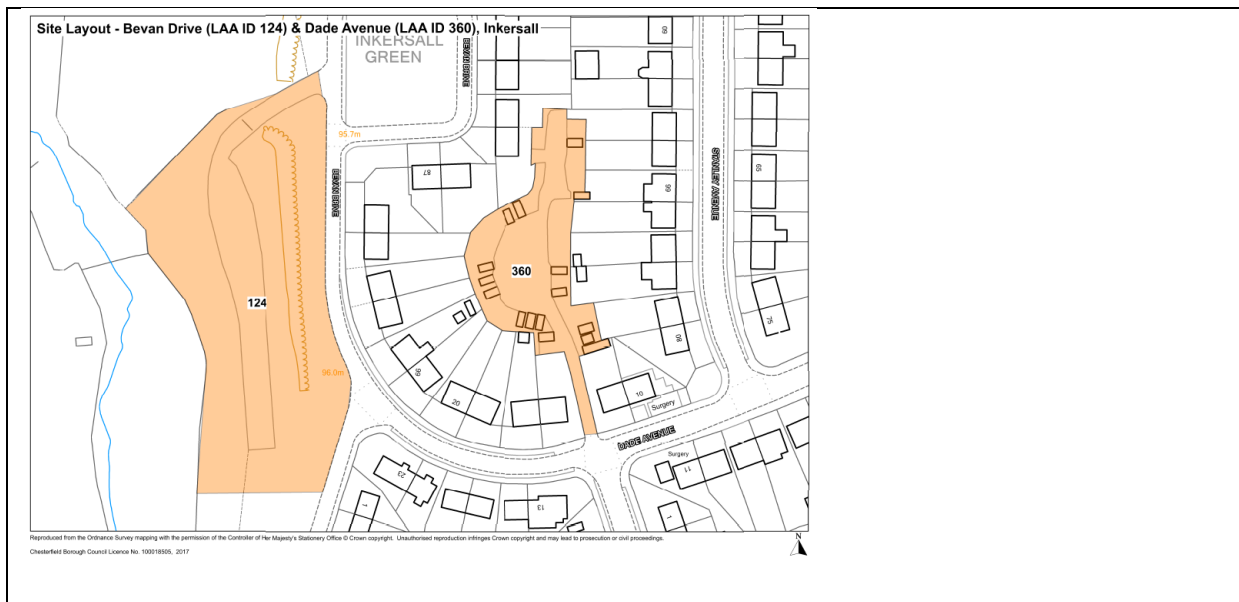 Site Layout - Bevan Drive (LAA ID 124) & Dade Avenue (LAA ID 360), Inkersall
INKERSALL
GREEN
BEVAN DRIVE
60
95.7m
87
BEVAN DRIVE
STANLEY AVENUE
65
99
360
124
75
80
96.0m
99
20
10
Surgery
DADE AVENUE
Surgery
11
23
1
13
1
N
Reproduced from the Ordnance Survey mapping with the permission of the Controller of Her Majesty's Stationery Office © Crown copyright. Unauthorised reproduction infringes Crown copyright and may lead to prosecution or civil proceedings.
Chesterfield Borough Council Licence No. 100018505, 2017